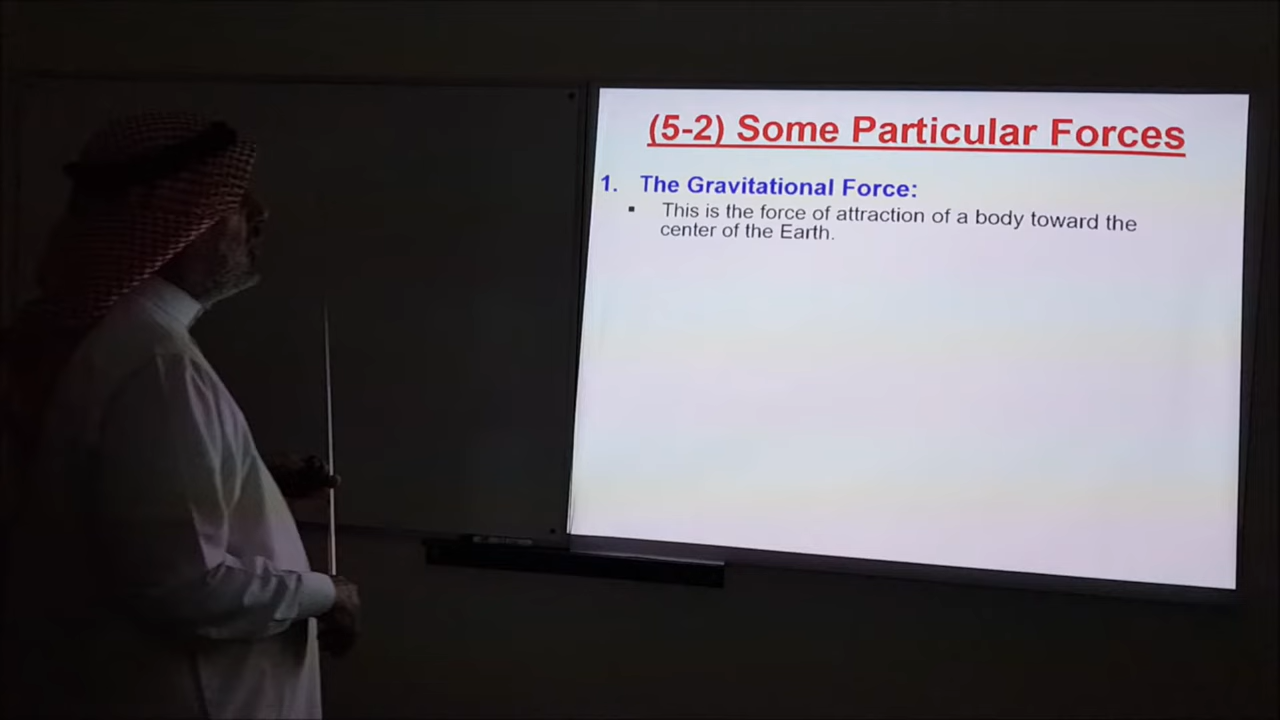 (5-2) Some Particular Forces
1. The Gravitational Force:
▪ This is the force of attraction of a body toward the
center of the Earth.